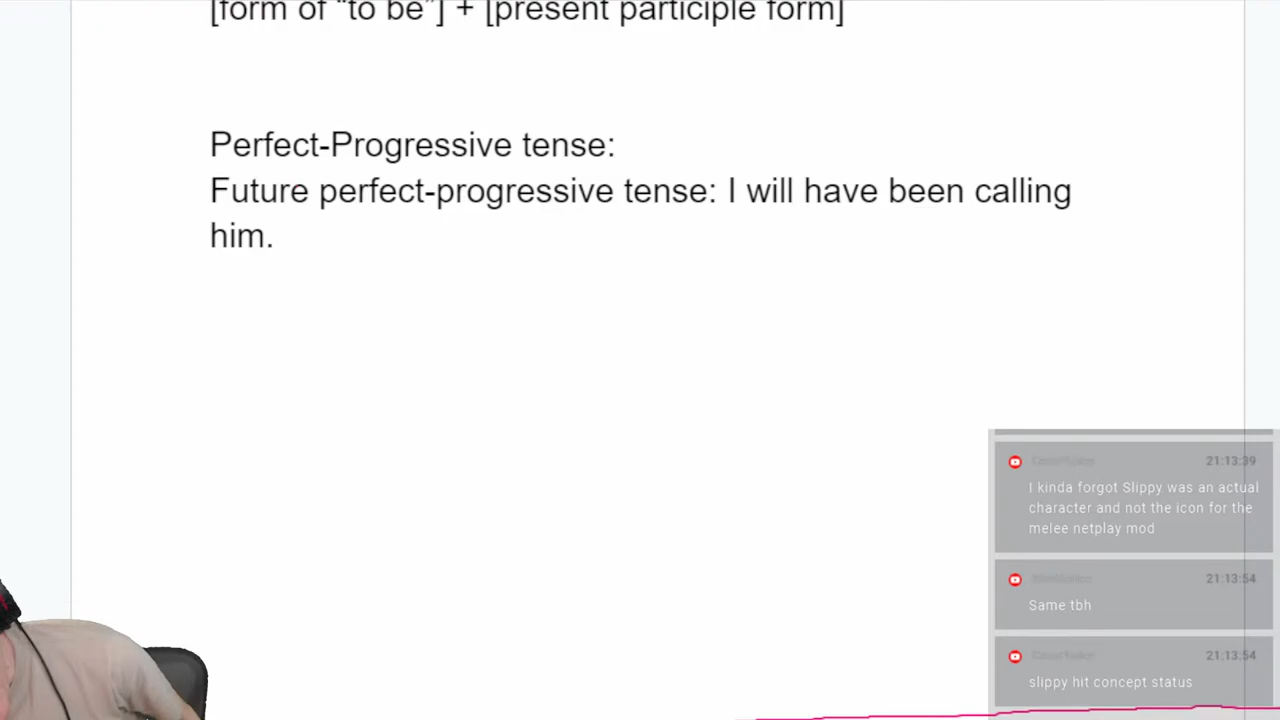 [form of “to be”] + [present participle form]
Perfect-Progressive tense:
Future perfect-progressive tense: I will have been calling
him.
21:13:39
I kinda forgot Slippy was an actual
character and not the icon for the
melee netplay mod
21:13:54
Same tbh
21:13:54
slippy hit concept status